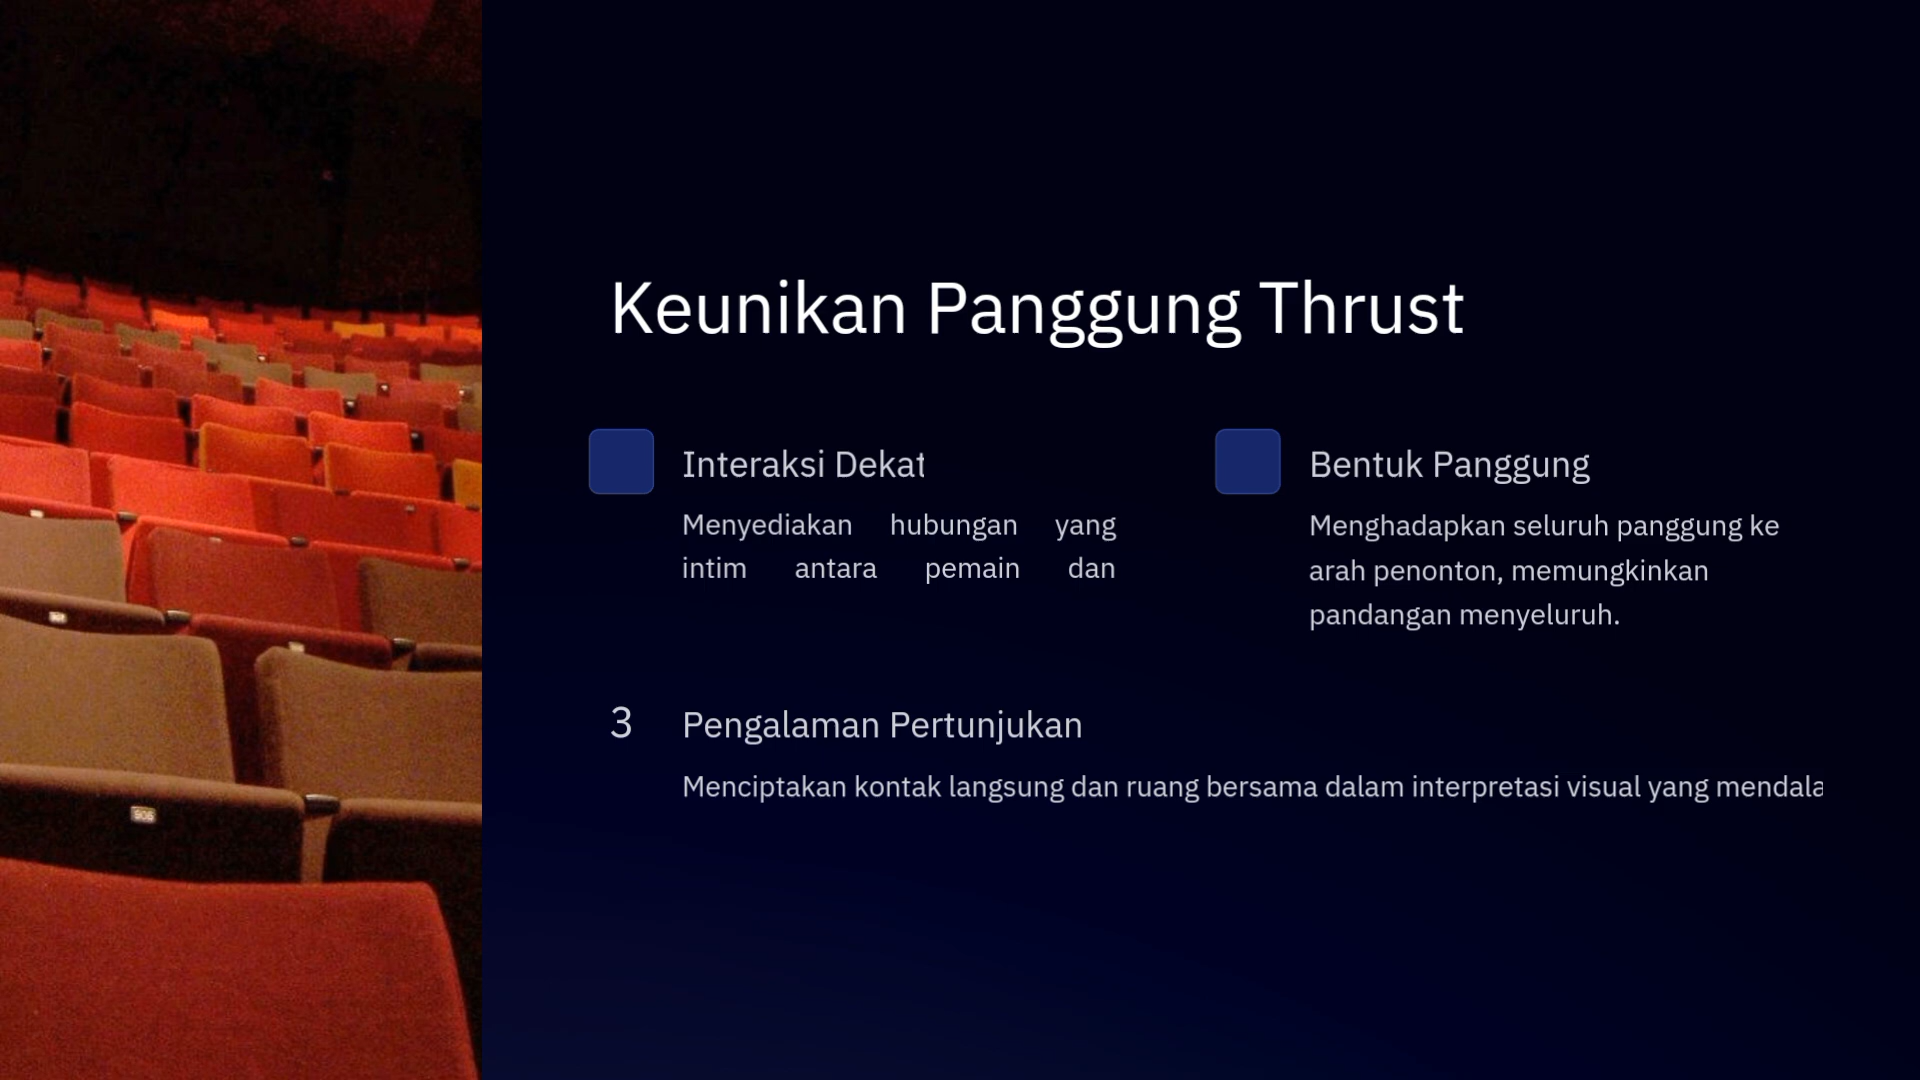 Keunikan Panggung Thrust
Interaksi Dekat
Menyediakan hubungan yang
intim antara pemain dan
Bentuk Panggung
Menghadapkan seluruh panggung ke
arah penonton, memungkinkan
pandangan menyeluruh.
3
Pengalaman Pertunjukan
Menciptakan kontak langsung dan ruang bersama dalam interpretasi visual yang mendala